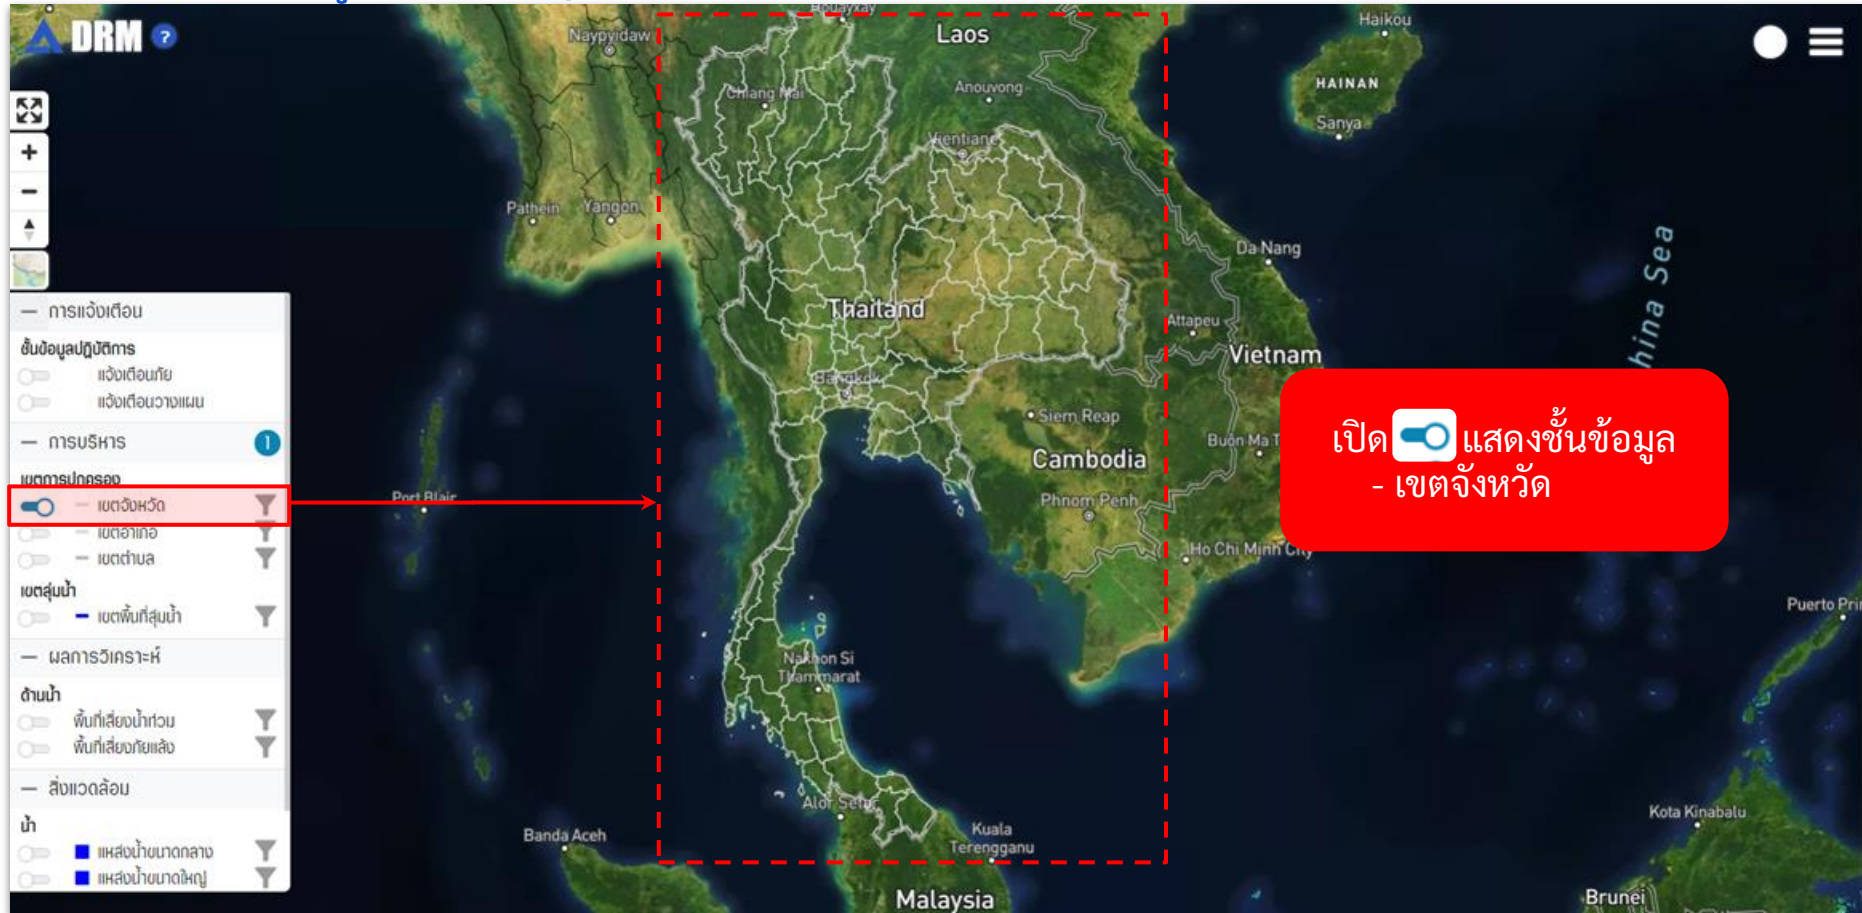 DRM ?
Naypyidaw
Laos
Haikou
Chiang Mai
Anouvong
HAINAN
Sanya
Vientiane
Pathein
Yangon
Da Nang
Thailand
Attapeu
Vietnam
Bangkok
Siem Reap
Cambodia
Port Blair
Phnom Penh
Ho Chi Minh City
hina Sea
Puerto Pri
Nakhon Si
Thammarat
Alor Setar
Kuala
Terengganu
Banda Aceh
Kota Kinabalu
Malaysia
Brunei
+
−
— การแจ้งเตือน
ชั้นข้อมูลปฏิบัติการ
แจ้งเตือนภัย
แจ้งเตือนวางแผน
— การบริหาร 1
เขตการปกครอง
เขตจังหวัด
เขตอำเภอ
เขตตำบล
เขตลุ่มน้ำ
เขตพื้นที่ลุ่มน้ำ
— ผลการวิเคราะห์
ด้านน้ำ
พื้นที่เสี่ยงน้ำท่วม
พื้นที่เสี่ยงภัยแล้ง
— สิ่งแวดล้อม
น้ำ
แหล่งน้ำขนาดกลาง
แหล่งน้ำขนาดใหญ่
เปิด แสดงชั้นข้อมูล
- เขตจังหวัด